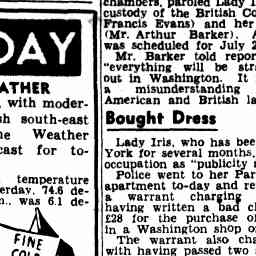 DAY
ATHER
, with moder-
sh south-east
he Weather
cast for to-
temperature
erday, 74.6 de-
n., was 6.1 de-
FINE
chambers, paroled Lady I
custody of the British Co
Francis Evans) and her
(Mr. Arthur Barker). A
was scheduled for July 2
Mr. Barker told repor
"everything will be str
out in Washington. It
a misunderstanding
American and British la
Bought Dress
Lady Iris, who has bee
York for several months,
occupation as "publicity
Police went to her Par
apartment to-day and re
a warrant charging
having written a bad c
£28 for the purchase of
in a Washington shop o
The warrant also cha
with having passed two s